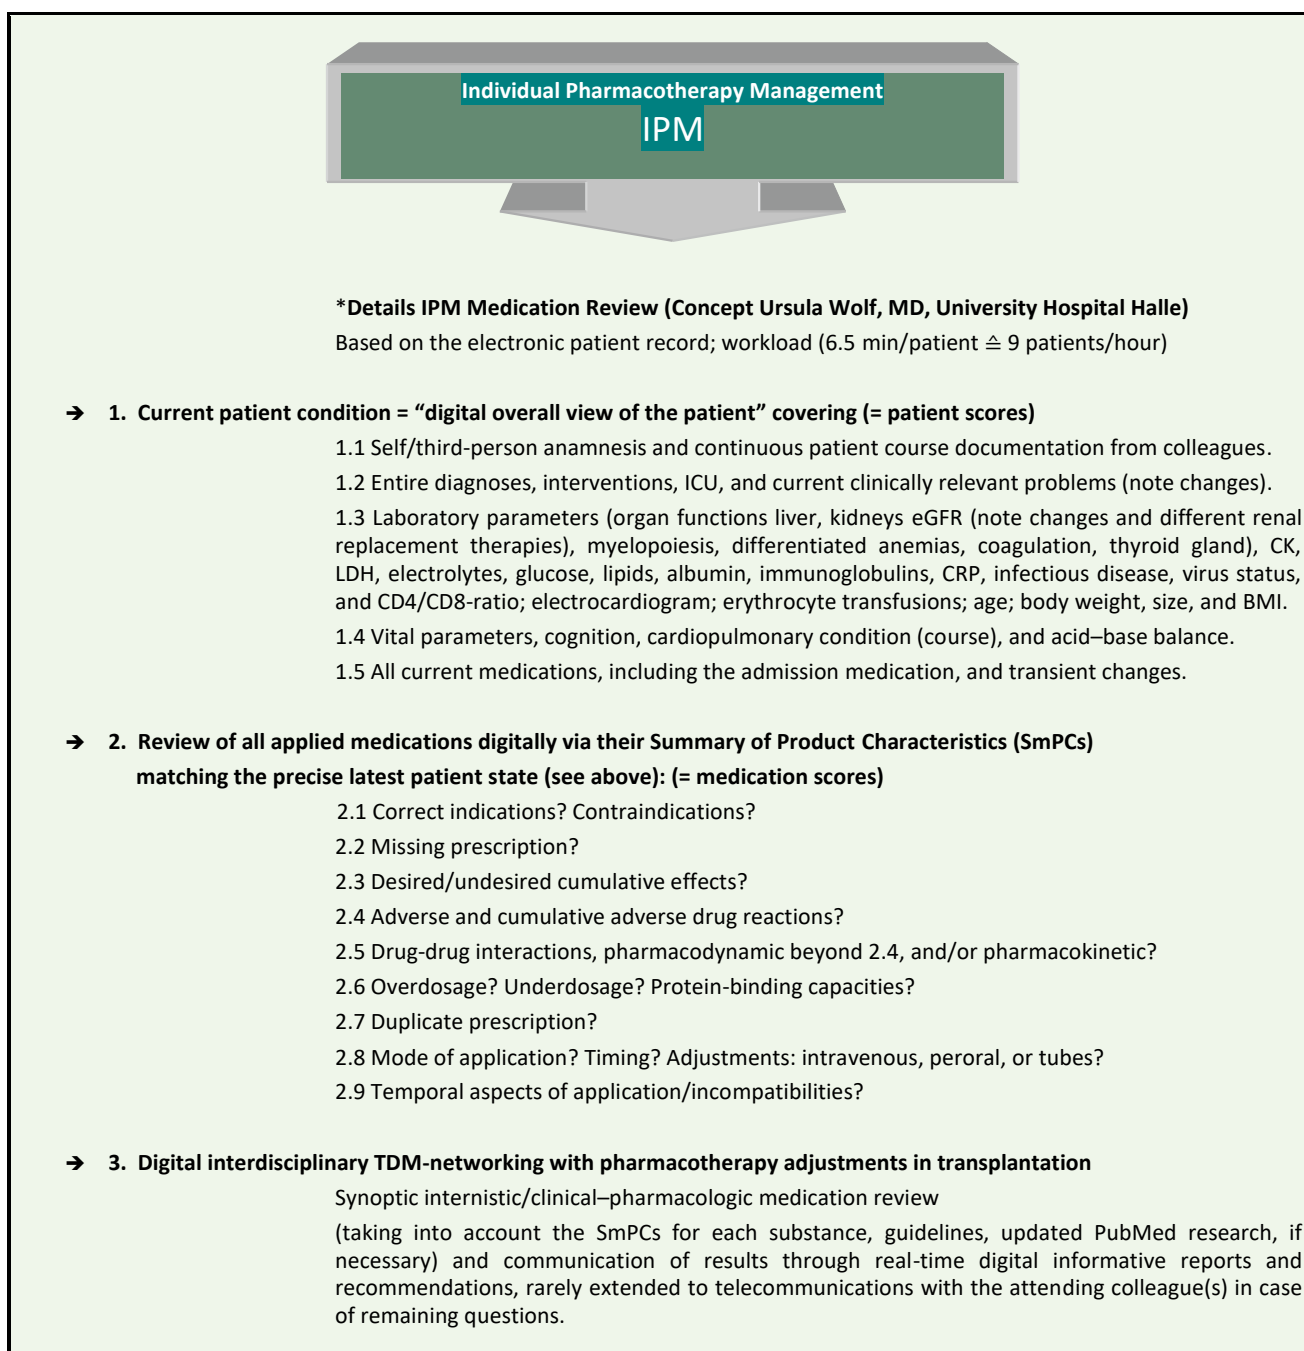 Individual Pharmacotherapy Management
IPM
*Details IPM Medication Review (Concept Ursula Wolf, MD, University Hospital Halle)
Based on the electronic patient record; workload (6.5 min/patient ≙ 9 patients/hour)
➔ 1. Current patient condition = “digital overall view of the patient” covering (= patient scores)
1.1 Self/third-person anamnesis and continuous patient course documentation from colleagues.
1.2 Entire diagnoses, interventions, ICU, and current clinically relevant problems (note changes).
1.3 Laboratory parameters (organ functions liver, kidneys eGFR (note changes and different renal
replacement therapies), myelopoiesis, differentiated anemias, coagulation, thyroid gland), CK,
LDH, electrolytes, glucose, lipids, albumin, immunoglobulins, CRP, infectious disease, virus status,
and CD4/CD8-ratio; electrocardiogram; erythrocyte transfusions; age; body weight, size, and BMI.
1.4 Vital parameters, cognition, cardiopulmonary condition (course), and acid–base balance.
1.5 All current medications, including the admission medication, and transient changes.
➔ 2. Review of all applied medications digitally via their Summary of Product Characteristics (SmPCs)
matching the precise latest patient state (see above): (= medication scores)
2.1 Correct indications? Contraindications?
2.2 Missing prescription?
2.3 Desired/undesired cumulative effects?
2.4 Adverse and cumulative adverse drug reactions?
2.5 Drug-drug interactions, pharmacodynamic beyond 2.4, and/or pharmacokinetic?
2.6 Overdosage? Underdosage? Protein-binding capacities?
2.7 Duplicate prescription?
2.8 Mode of application? Timing? Adjustments: intravenous, peroral, or tubes?
2.9 Temporal aspects of application/incompatibilities?
➔ 3. Digital interdisciplinary TDM-networking with pharmacotherapy adjustments in transplantation
Synoptic internistic/clinical–pharmacologic medication review
(taking into account the SmPCs for each substance, guidelines, updated PubMed research, if
necessary) and communication of results through real-time digital informative reports and
recommendations, rarely extended to telecommunications with the attending colleague(s) in case
of remaining questions.